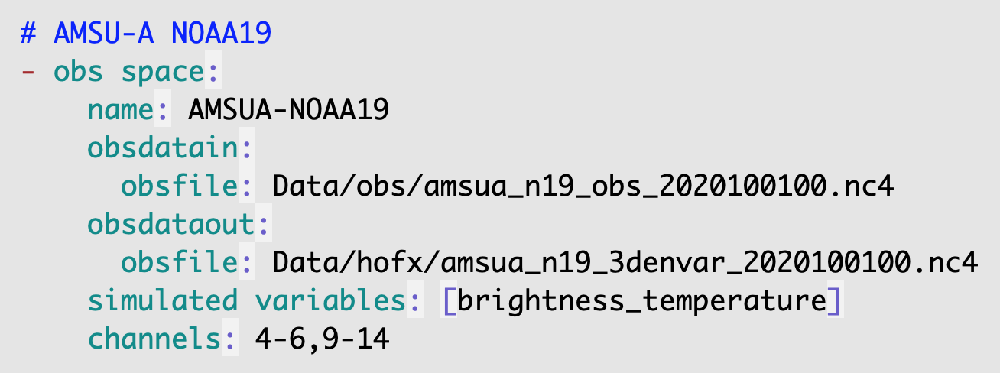 # AMSU-A NOAA19
- obs space:
    name: AMSUA-NOAA19
    obsdatain:
      obsfile: Data/obs/amsua_n19_obs_2020100100.nc4
    obsdataout:
      obsfile: Data/hofx/amsua_n19_3denvar_2020100100.nc4
    simulated variables: [brightness_temperature]
    channels: 4-6,9-14